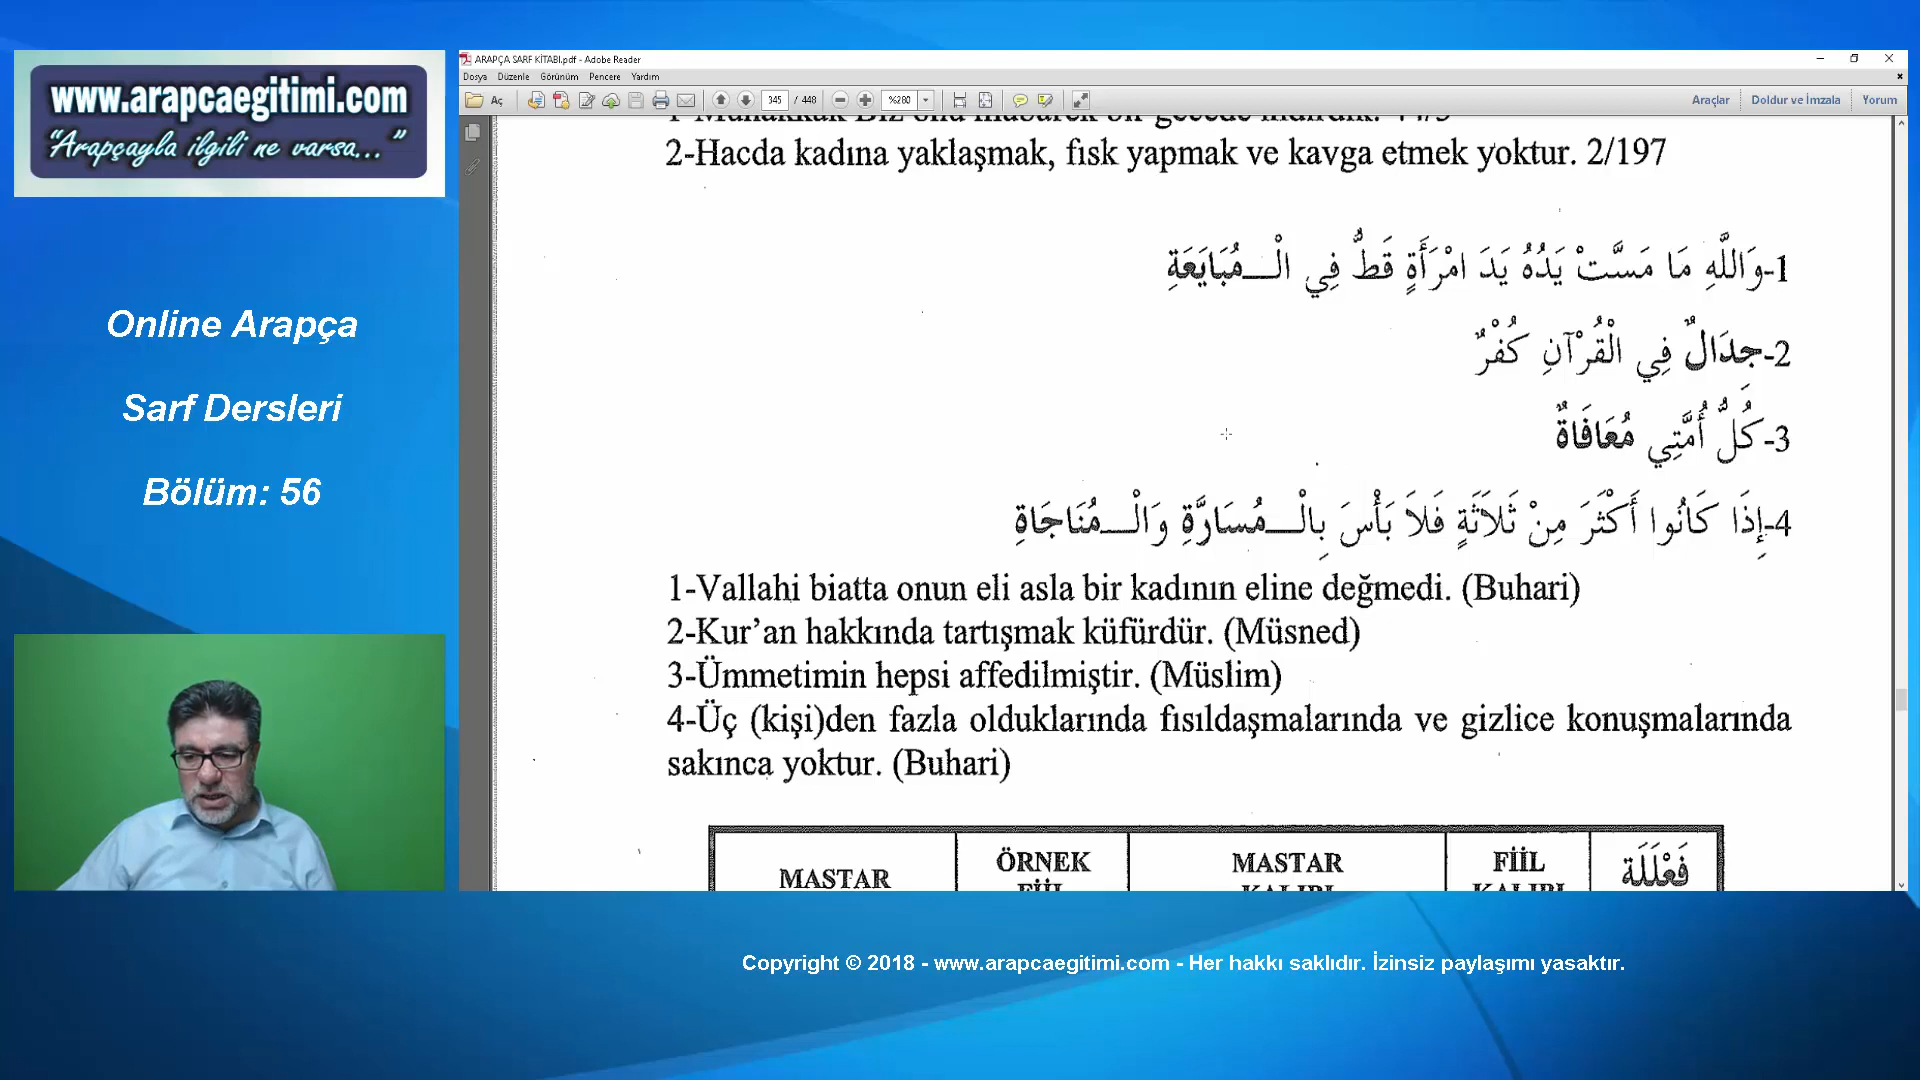 www.arapcaegitimi.com
“Arapçayla ilgili ne varsa...”
Online Arapça
Sarf Dersleri
Bölüm: 56
ARAPÇA SARF KİTABI.pdf - Adobe Reader
Dosya Düzenle Görünüm Pencere Yardım
Aç 345 / 448 %280 Araçlar Doldur ve İmzala Yorum
2-Hacda kadına yaklaşmak, fısk yapmak ve kavga etmek yoktur. 2/197
1-وَاللَّهِ مَا مَسَّتْ يَدُهُ يَدَ امْرَأَةٍ قَطُّ فِي الْـمُبَايَعَةِ
2-جِدَالٌ فِي الْقُرْآنِ كُفْرٌ
3-كُلُّ أُمَّتِي مُعَافَاةٌ
4-إِذَا كَانُوا أَكْثَرَ مِنْ ثَلاَثَةٍ فَلاَ بَأْسَ بِالْـمُسَارَّةِ وَالْـمُنَاجَاةِ
1-Vallahi biatta onun eli asla bir kadının eline değmedi. (Buhari)
2-Kur’an hakkında tartışmak küfürdür. (Müsned)
3-Ümmetimin hepsi affedilmiştir. (Müslim)
4-Üç (kişi)den fazla olduklarında fısıldaşmalarında ve gizlice konuşmalarında
sakınca yoktur. (Buhari)
MASTAR ÖRNEK MASTAR FİİL فَعْلَلَة
Copyright © 2018 - www.arapcaegitimi.com - Her hakkı saklıdır. İzinsiz paylaşımı yasaktır.